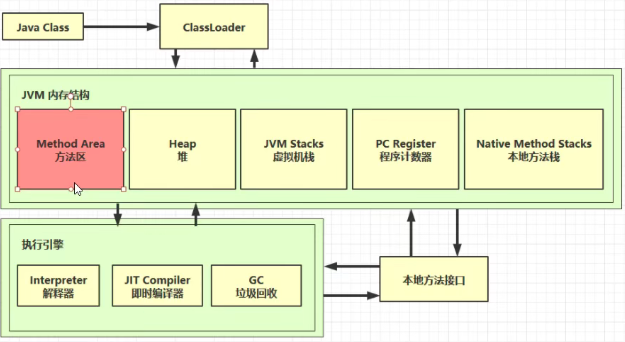 Java Class
ClassLoader
JVM 内存结构
Method Area
方法区
Heap
堆
JVM Stacks
虚拟机栈
PC Register
程序计数器
Native Method Stacks
本地方法栈
执行引擎
Interpreter
解释器
JIT Compiler
即时编译器
GC
垃圾回收
本地方法接口